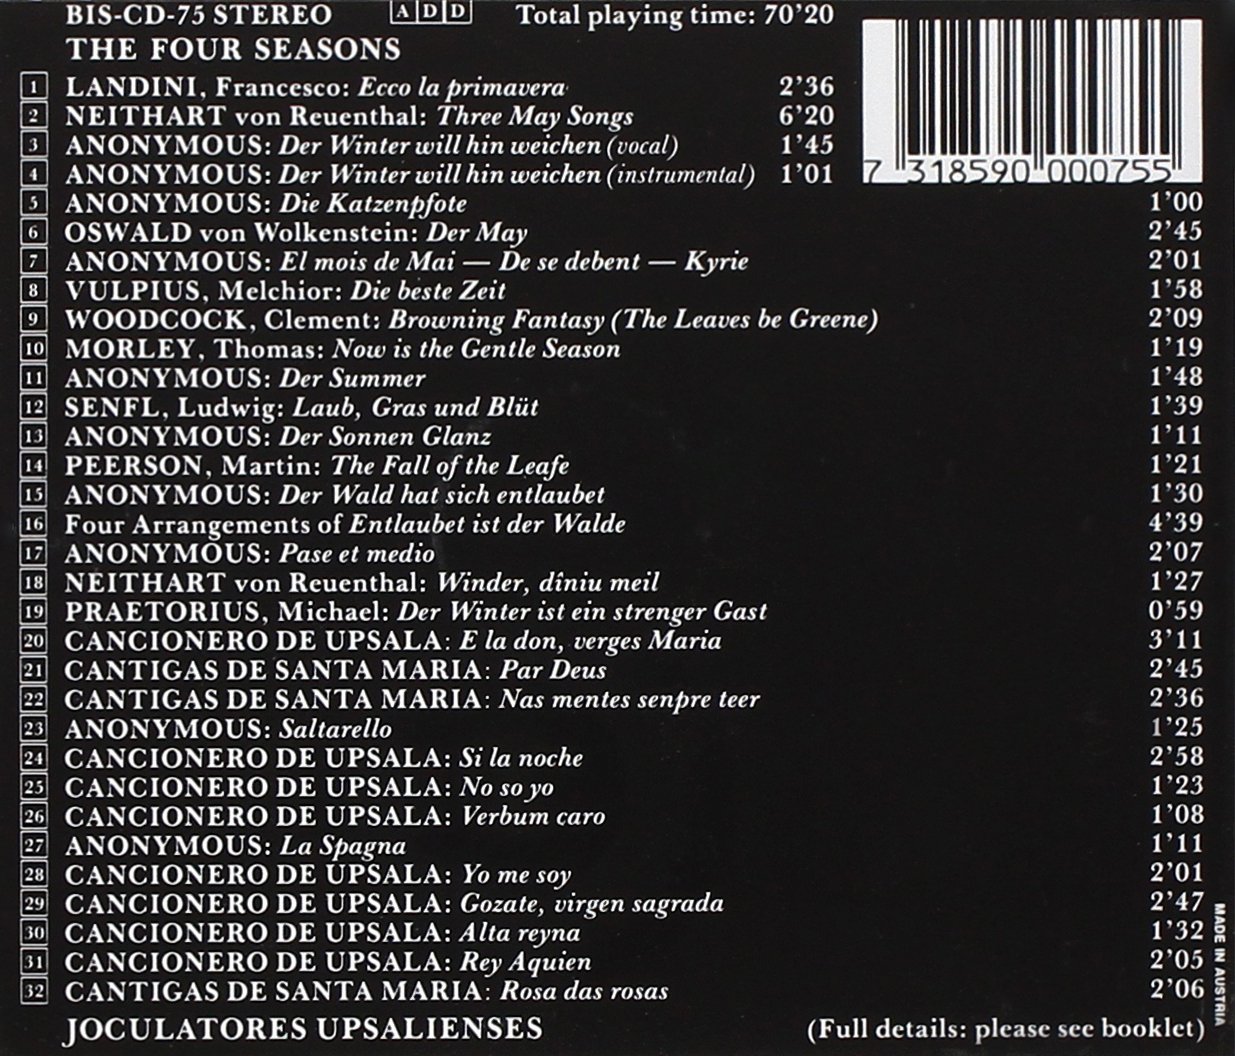 BIS-CD-75 STEREO A D D Total playing time: 70'20
THE FOUR SEASONS
1 LANDINI, Francesco: Ecco la primavera 2'36
2 NEITHART von Reuenthal: Three May Songs 6'20
3 ANONYMOUS: Der Winter will hin weichen (vocal) 1'45
4 ANONYMOUS: Der Winter will hin weichen (instrumental) 1'01
7 318590 000755
5 ANONYMOUS: Die Katzenpfote 1'00
6 OSWALD von Wolkenstein: Der May 2'45
7 ANONYMOUS: El mois de Mai — De se debent — Kyrie 2'01
8 VULPIUS, Melchior: Die beste Zeit 1'58
9 WOODCOCK, Clement: Browning Fantasy (The Leaves be Greene) 2'09
10 MORLEY, Thomas: Now is the Gentle Season 1'19
11 ANONYMOUS: Der Summer 1'48
12 SENFL, Ludwig: Laub, Gras und Blüt 1'39
13 ANONYMOUS: Der Sonnen Glanz 1'11
14 PEERSON, Martin: The Fall of the Leafe 1'21
15 ANONYMOUS: Der Wald hat sich entlaubet 1'30
16 Four Arrangements of Entlaubet ist der Walde 4'39
17 ANONYMOUS: Pase et medio 2'07
18 NEITHART von Reuenthal: Winder, dîniu meil 1'27
19 PRAETORIUS, Michael: Der Winter ist ein strenger Gast 0'59
20 CANCIONERO DE UPSALA: E la don, verges Maria 3'11
21 CANTIGAS DE SANTA MARIA: Par Deus 2'45
22 CANTIGAS DE SANTA MARIA: Nas mentes senpre teer 2'36
23 ANONYMOUS: Saltarello 1'25
24 CANCIONERO DE UPSALA: Si la noche 2'58
25 CANCIONERO DE UPSALA: No so yo 1'23
26 CANCIONERO DE UPSALA: Verbum caro 1'08
27 ANONYMOUS: La Spagna 1'11
28 CANCIONERO DE UPSALA: Yo me soy 2'01
29 CANCIONERO DE UPSALA: Gozate, virgen sagrada 2'47
30 CANCIONERO DE UPSALA: Alta reyna 1'32
31 CANCIONERO DE UPSALA: Rey Aquien 2'05
32 CANTIGAS DE SANTA MARIA: Rosa das rosas 2'06
MADE IN AUSTRIA
JOCULATORES UPSALIENSES (Full details: please see booklet)